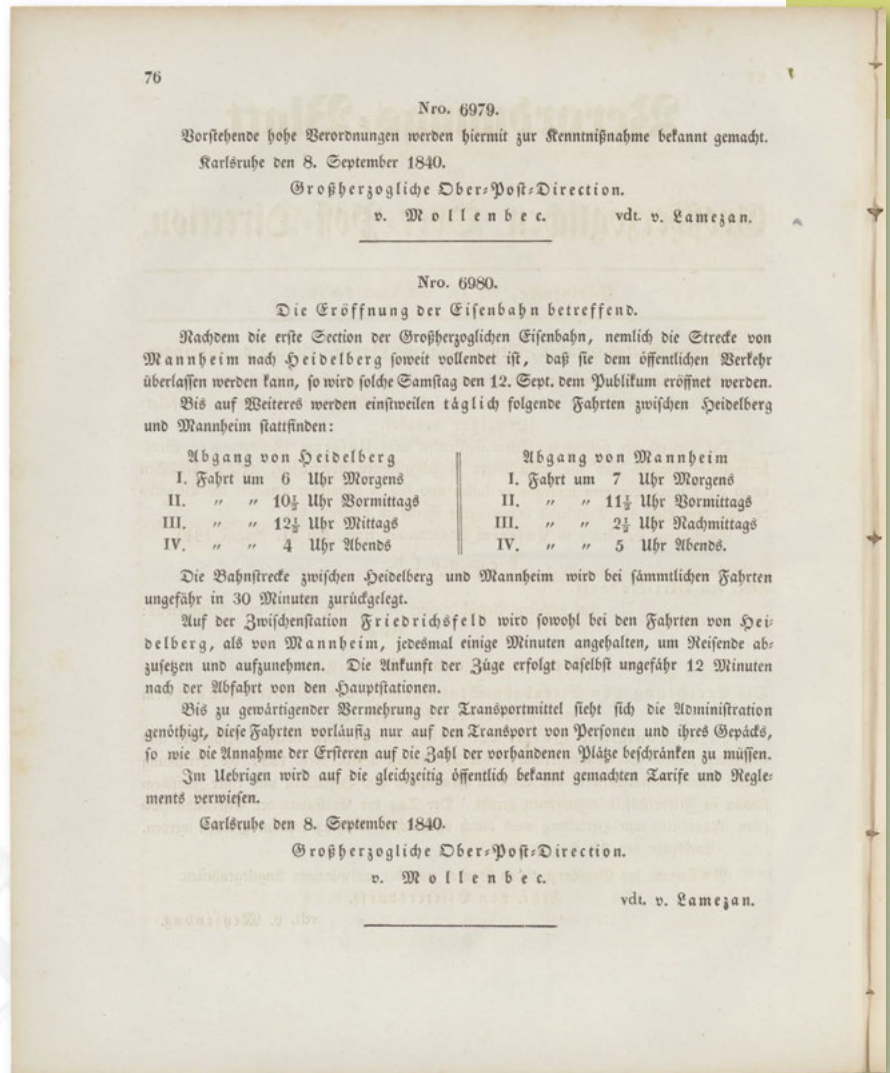 76
Nro. 6979.
Vorstehende hohe Verordnungen werden hiermit zur Kenntnißnahme bekannt gemacht.
Karlsruhe den 8. September 1840.
Großherzogliche Ober-Post-Direction.
v. Mollenbec. vdt. v. Lamezan.
Nro. 6980.
Die Eröffnung der Eisenbahn betreffend.
Nachdem die erste Section der Großherzoglichen Eisenbahn, nemlich die Strecke von
Mannheim nach Heidelberg soweit vollendet ist, daß sie dem öffentlichen Verkehr
überlassen werden kann, so wird solche Samstag den 12. Sept. dem Publikum eröffnet werden.
Bis auf Weiteres werden einstweilen täglich folgende Fahrten zwischen Heidelberg
und Mannheim stattfinden:
Abgang von Heidelberg
I. Fahrt um 6 Uhr Morgens
II. " " 10½ Uhr Vormittags
III. " " 12½ Uhr Mittags
IV. " " 4 Uhr Abends
Abgang von Mannheim
I. Fahrt um 7 Uhr Morgens
II. " " 11½ Uhr Vormittags
III. " " 2½ Uhr Nachmittags
IV. " " 5 Uhr Abends.
Die Bahnstrecke zwischen Heidelberg und Mannheim wird bei sämmtlichen Fahrten
ungefähr in 30 Minuten zurückgelegt.
Auf der Zwischenstation Friedrichsfeld wird sowohl bei den Fahrten von Hei-
delberg, als von Mannheim, jedesmal einige Minuten angehalten, um Reisende ab-
zusetzen und aufzunehmen. Die Ankunft der Züge erfolgt daselbst ungefähr 12 Minuten
nach der Abfahrt von den Hauptstationen.
Bis zu gewärtigender Vermehrung der Transportmittel sieht sich die Administration
genöthigt, diese Fahrten vorläufig nur auf den Transport von Personen und ihres Gepäcks,
so wie die Annahme der Ersteren auf die Zahl der vorhandenen Plätze beschränken zu müssen.
Im Uebrigen wird auf die gleichzeitig öffentlich bekannt gemachten Tarife und Regle-
ments verwiesen.
Carlsruhe den 8. September 1840.
Großherzogliche Ober-Post-Direction.
v. Mollenbec.
vdt. v. Lamezan.